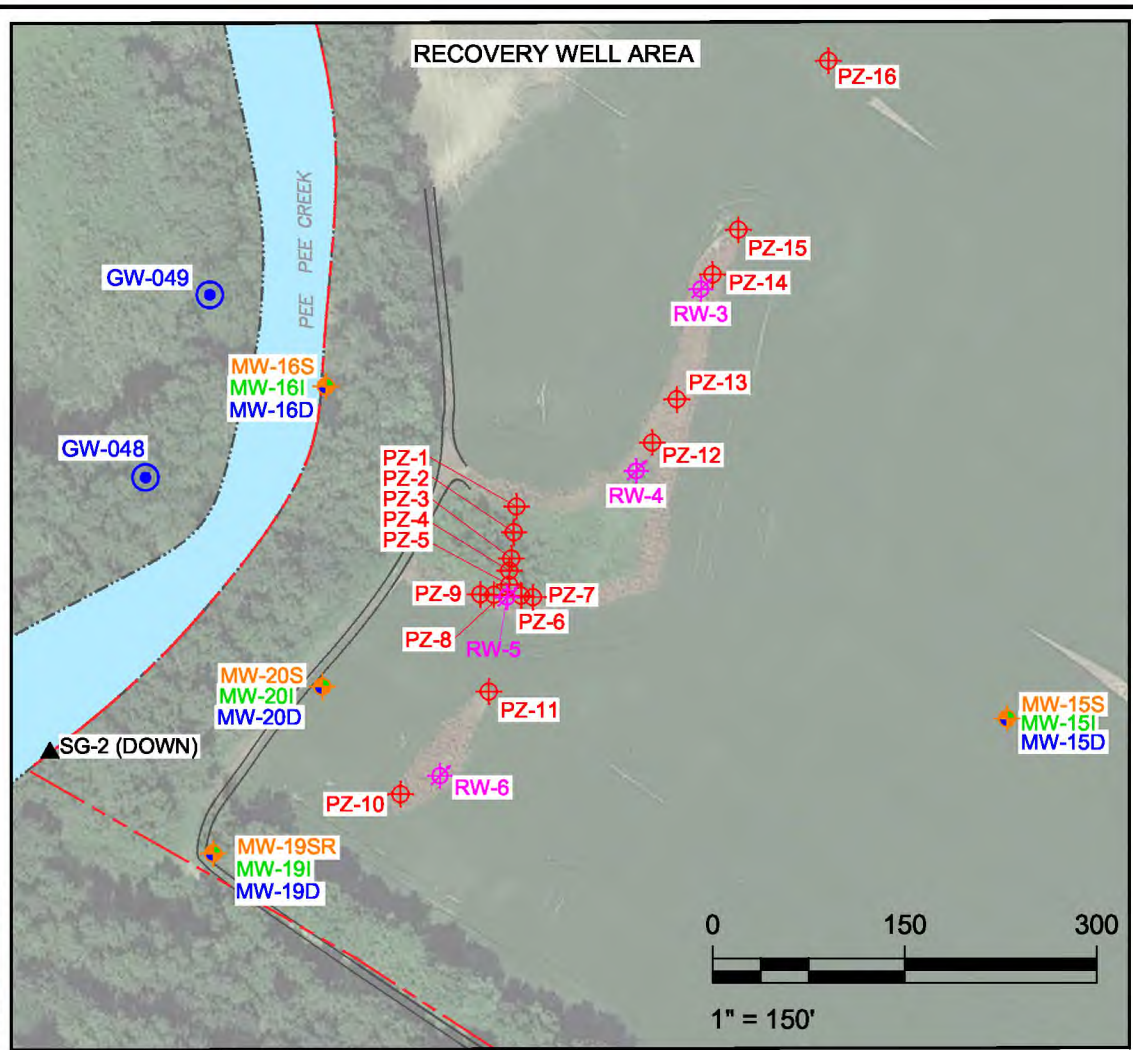 RECOVERY WELL AREA
PZ-16
PEE PEE CREEK
PZ-15
GW-049
PZ-14
RW-3
MW-16S
MW-16I
MW-16D
PZ-13
GW-048
PZ-12
PZ-1
PZ-2
PZ-3
PZ-4
PZ-5
RW-4
PZ-9
PZ-7
PZ-6
PZ-8
RW-5
MW-20S
MW-20I
MW-20D
PZ-11
MW-15S
MW-15I
MW-15D
SG-2 (DOWN)
RW-6
PZ-10
MW-19SR
MW-19I
MW-19D
0 150 300
1" = 150'